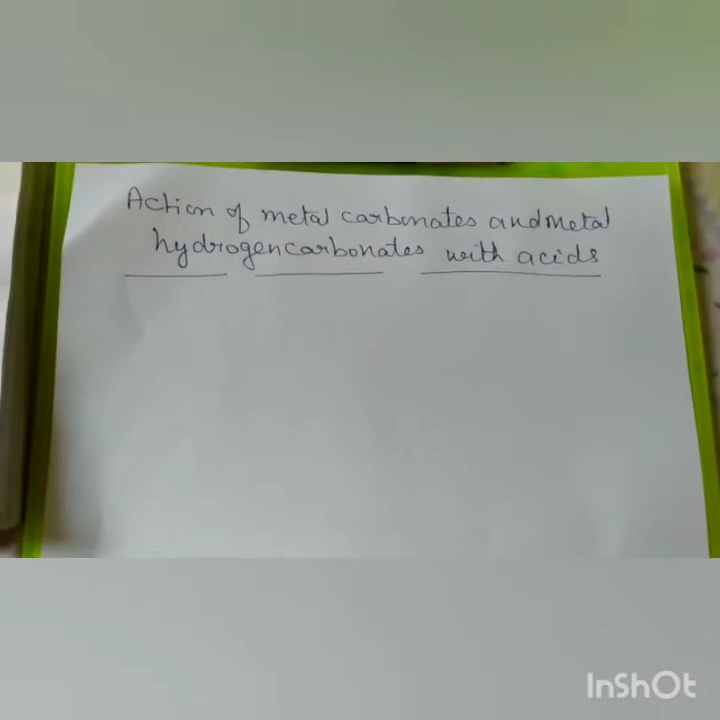 Action of metal carbonates and metal
hydrogencarbonates with acids
InShOt